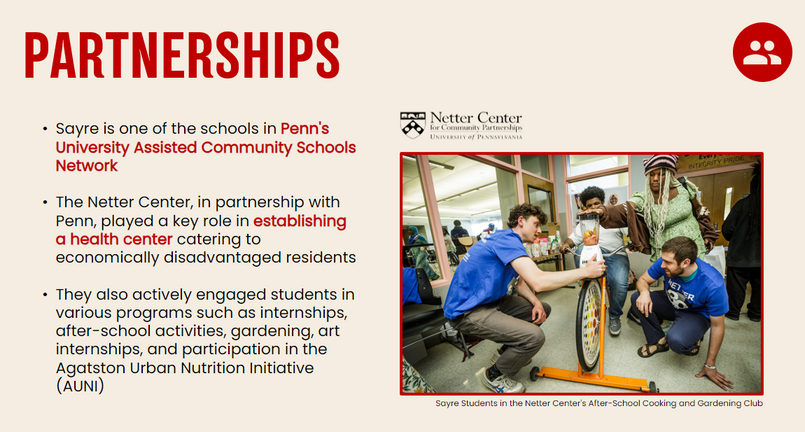 PARTNERSHIPS
• Sayre is one of the schools in Penn's
University Assisted Community Schools
Network
• The Netter Center, in partnership with
Penn, played a key role in establishing
a health center catering to
economically disadvantaged residents
• They also actively engaged students in
various programs such as internships,
after-school activities, gardening, art
internships, and participation in the
Agatston Urban Nutrition Initiative
(AUNI)
Netter Center
for Community Partnerships
UNIVERSITY of PENNSYLVANIA
INTEGRITY PRIDE
NETTER
Sayre Students in the Netter Center's After-School Cooking and Gardening Club